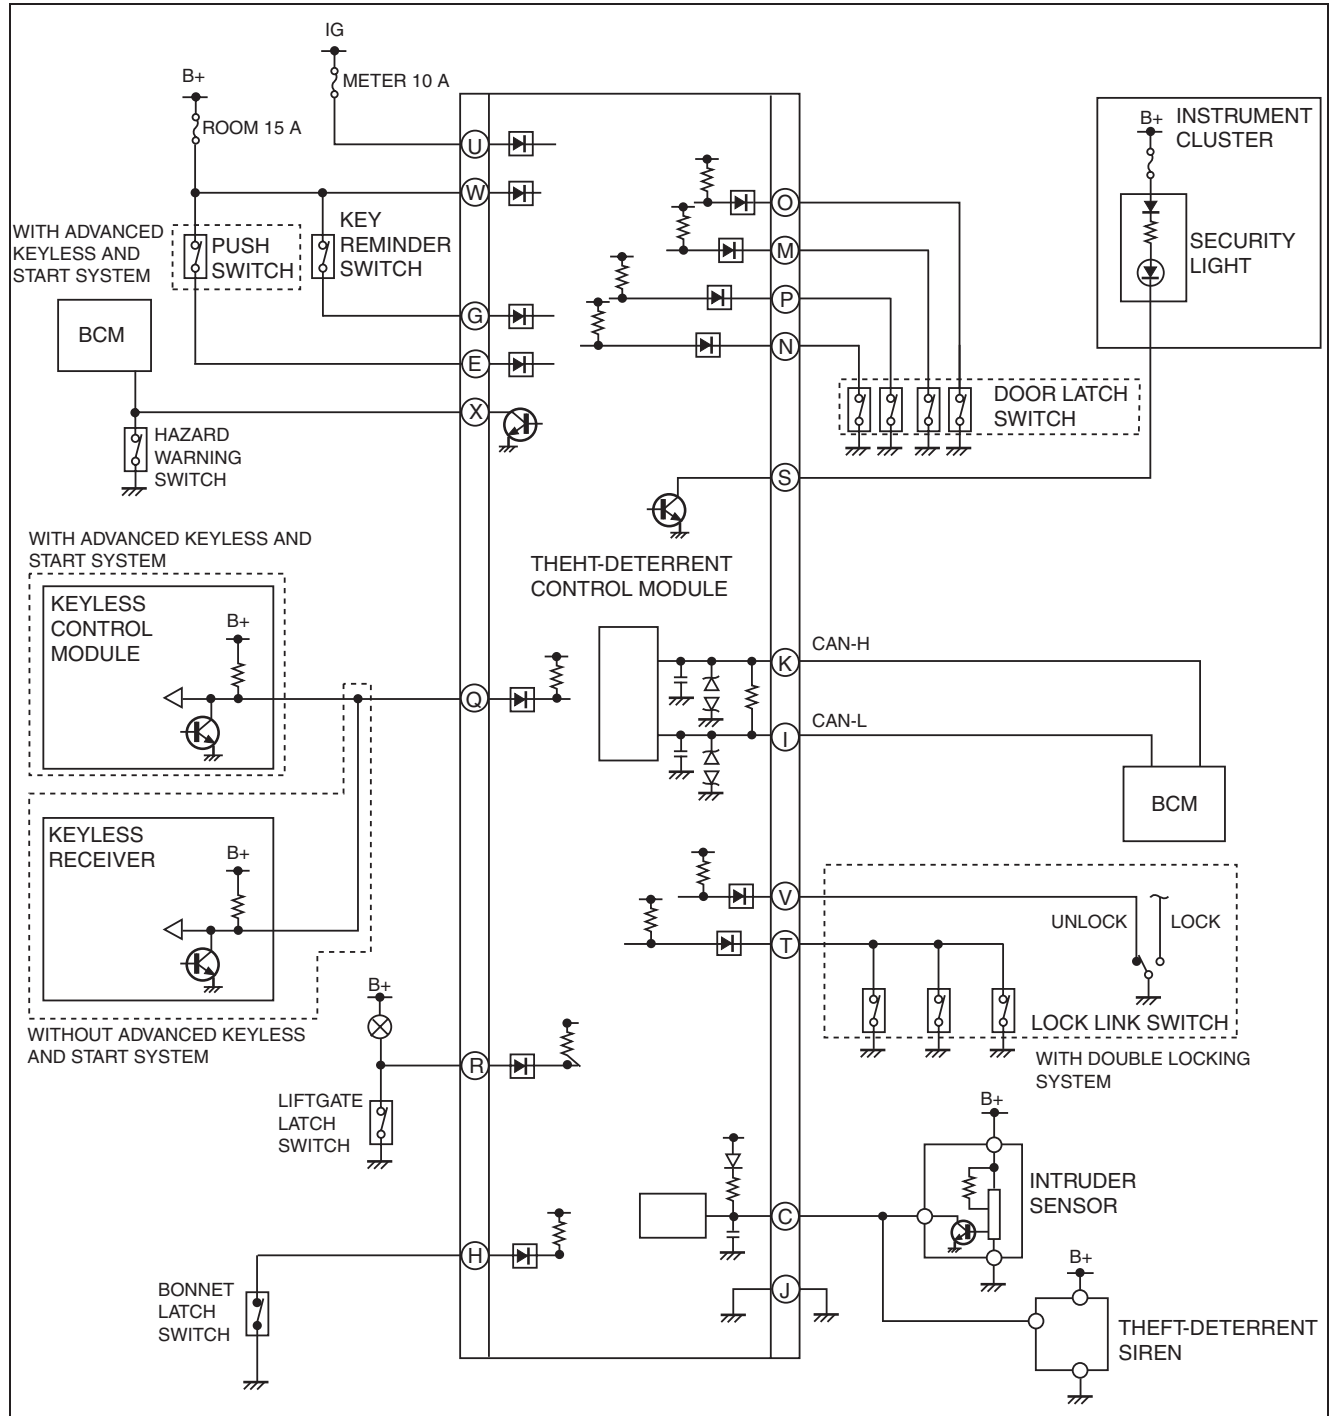 IG
B+
METER 10 A
ROOM 15 A
U
W
WITH ADVANCED
KEYLESS AND
START SYSTEM
PUSH
SWITCH
KEY
REMINDER
SWITCH
BCM
G
E
X
HAZARD
WARNING
SWITCH
O
M
P
N
B+
INSTRUMENT
CLUSTER
SECURITY
LIGHT
DOOR LATCH
SWITCH
S
THEHT-DETERRENT
CONTROL MODULE
WITH ADVANCED KEYLESS AND
START SYSTEM
KEYLESS
CONTROL
MODULE
B+
Q
K
CAN-H
I
CAN-L
BCM
KEYLESS
RECEIVER
B+
WITHOUT ADVANCED KEYLESS
AND START SYSTEM
V
T
UNLOCK
LOCK
LOCK LINK SWITCH
WITH DOUBLE LOCKING
SYSTEM
B+
R
LIFTGATE
LATCH
SWITCH
B+
INTRUDER
SENSOR
C
H
J
BONNET
LATCH
SWITCH
B+
THEFT-DETERRENT
SIREN